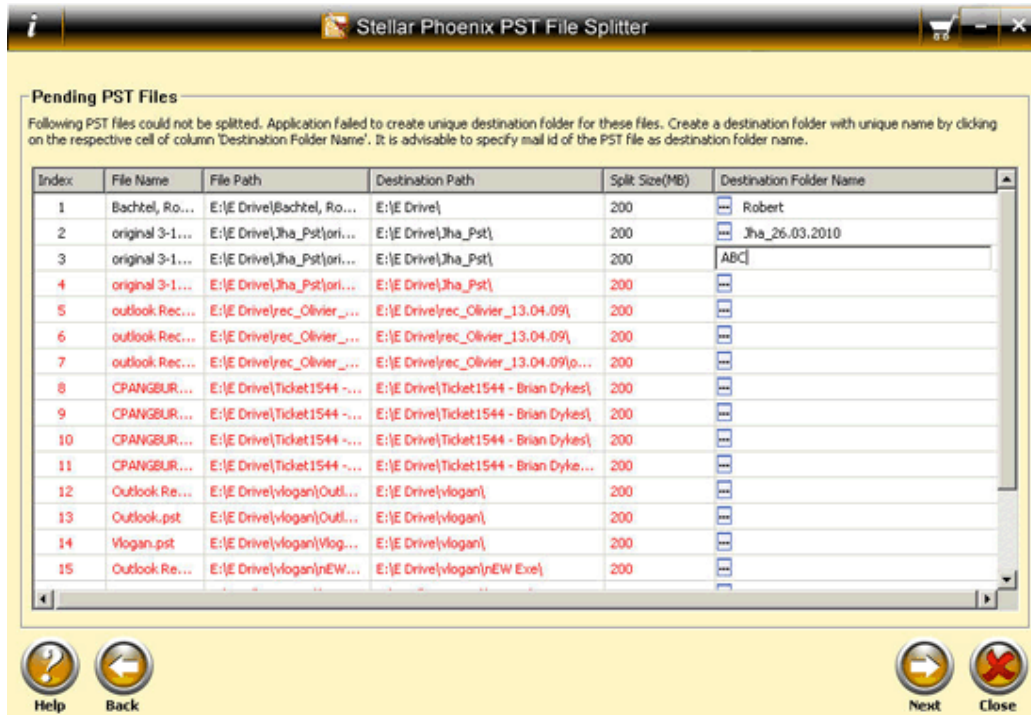 i Stellar Phoenix PST File Splitter
Pending PST Files
Following PST files could not be splitted. Application failed to create unique destination folder for these files. Create a destination folder with unique name by clicking
on the respective cell of column 'Destination Folder Name'. It is advisable to specify mail id of the PST file as destination folder name.
Index File Name File Path Destination Path Split Size(MB) Destination Folder Name
1 Bachtel, Ro... E:\E Drive\Bachtel, Ro... E:\E Drive\ 200 ... Robert
2 original 3-1... E:\E Drive\Jha_Pst\ori... E:\E Drive\Jha_Pst\ 200 ... Jha_26.03.2010
3 original 3-1... E:\E Drive\Jha_Pst\ori... E:\E Drive\Jha_Pst\ 200 ABC
4 original 3-1... E:\E Drive\Jha_Pst\ori... E:\E Drive\Jha_Pst\ 200 ...
5 outlook Rec... E:\E Drive\rec_Olivier_... E:\E Drive\rec_Olivier_13.04.09\ 200 ...
6 outlook Rec... E:\E Drive\rec_Olivier_... E:\E Drive\rec_Olivier_13.04.09\ 200 ...
7 outlook Rec... E:\E Drive\rec_Olivier_... E:\E Drive\rec_Olivier_13.04.09\o... 200 ...
8 CPANGBUR... E:\E Drive\Ticket1544 -... E:\E Drive\Ticket1544 - Brian Dykes\ 200 ...
9 CPANGBUR... E:\E Drive\Ticket1544 -... E:\E Drive\Ticket1544 - Brian Dykes\ 200 ...
10 CPANGBUR... E:\E Drive\Ticket1544 -... E:\E Drive\Ticket1544 - Brian Dykes\ 200 ...
11 CPANGBUR... E:\E Drive\Ticket1544 -... E:\E Drive\Ticket1544 - Brian Dyke... 200 ...
12 Outlook Re... E:\E Drive\vlogan\Outl... E:\E Drive\vlogan\ 200 ...
13 Outlook.pst E:\E Drive\vlogan\Outl... E:\E Drive\vlogan\ 200 ...
14 Vlogan.pst E:\E Drive\vlogan\Vlog... E:\E Drive\vlogan\ 200 ...
15 Outlook Re... E:\E Drive\vlogan\nEW... E:\E Drive\vlogan\nEW Exe\ 200 ...
Help Back Next Close